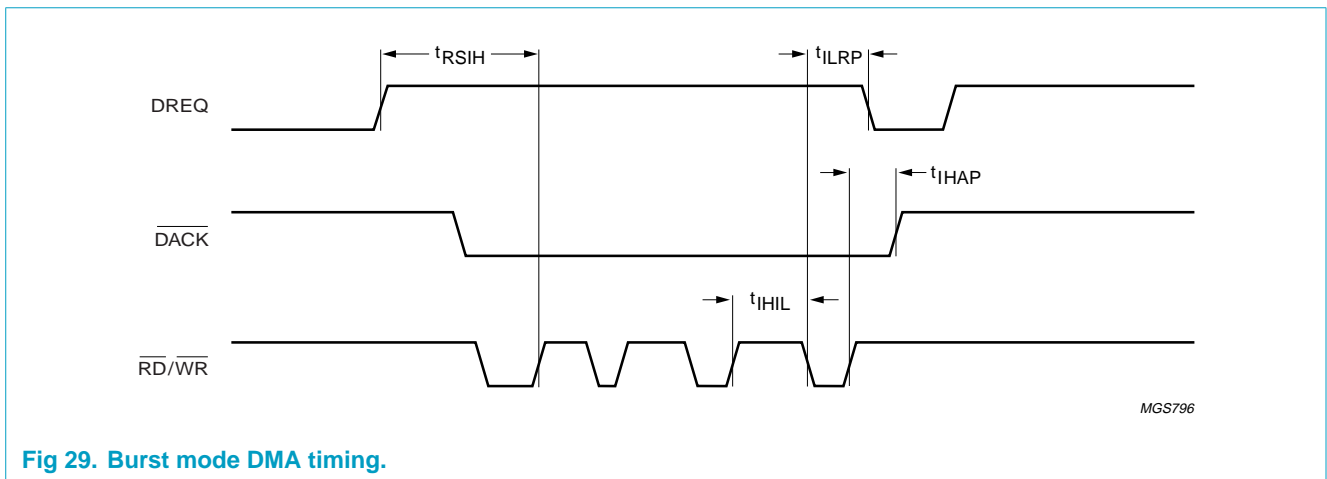 tRSIH
tILRP
DREQ
tIHAP
DACK
tIHIL
RD/WR
MGS796
Fig 29. Burst mode DMA timing.